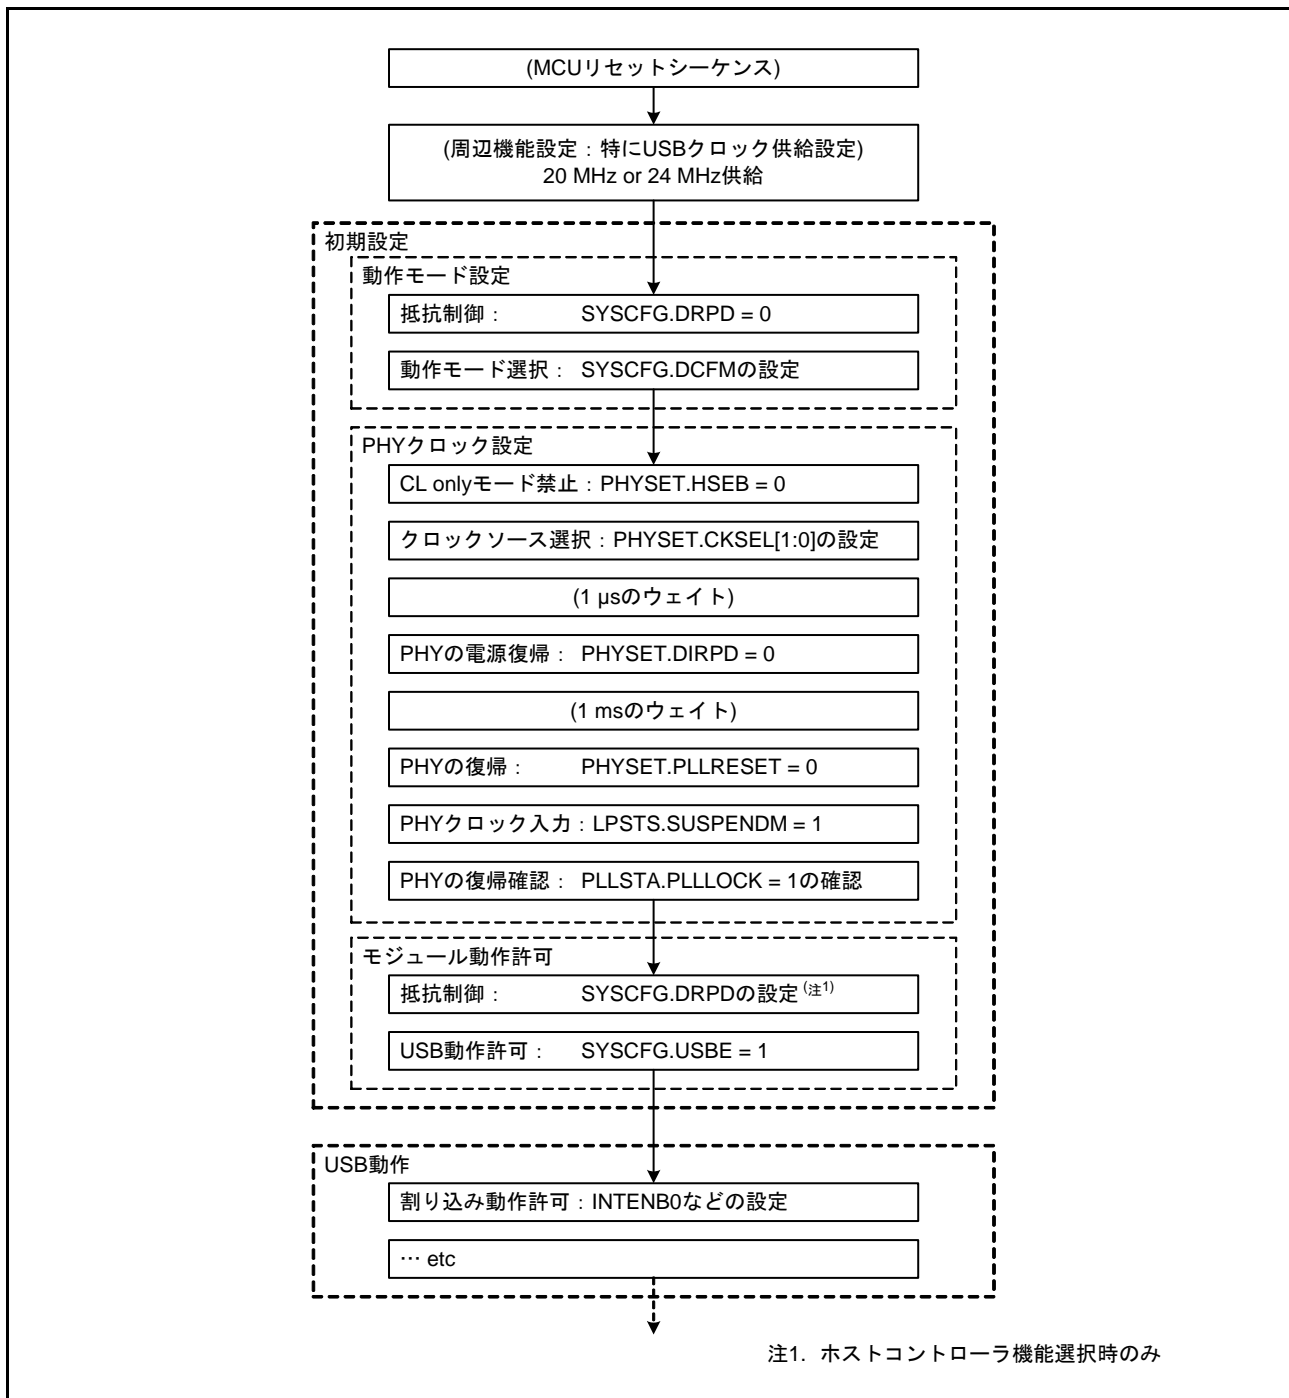 (MCUリセットシーケンス)
(周辺機能設定：特にUSBクロック供給設定)
20 MHz or 24 MHz供給
初期設定
動作モード設定
抵抗制御： SYSCFG.DRPD = 0
動作モード選択： SYSCFG.DCFMの設定
PHYクロック設定
CL onlyモード禁止：PHYSET.HSEB = 0
クロックソース選択：PHYSET.CKSEL[1:0]の設定
(1 μsのウェイト)
PHYの電源復帰： PHYSET.DIRPD = 0
(1 msのウェイト)
PHYの復帰： PHYSET.PLLRESET = 0
PHYクロック入力：LPSTS.SUSPENDM = 1
PHYの復帰確認： PLLSTA.PLLLOCK = 1の確認
モジュール動作許可
抵抗制御： SYSCFG.DRPDの設定(注1)
USB動作許可： SYSCFG.USBE = 1
USB動作
割り込み動作許可：INTENB0などの設定
… etc
注1. ホストコントローラ機能選択時のみ